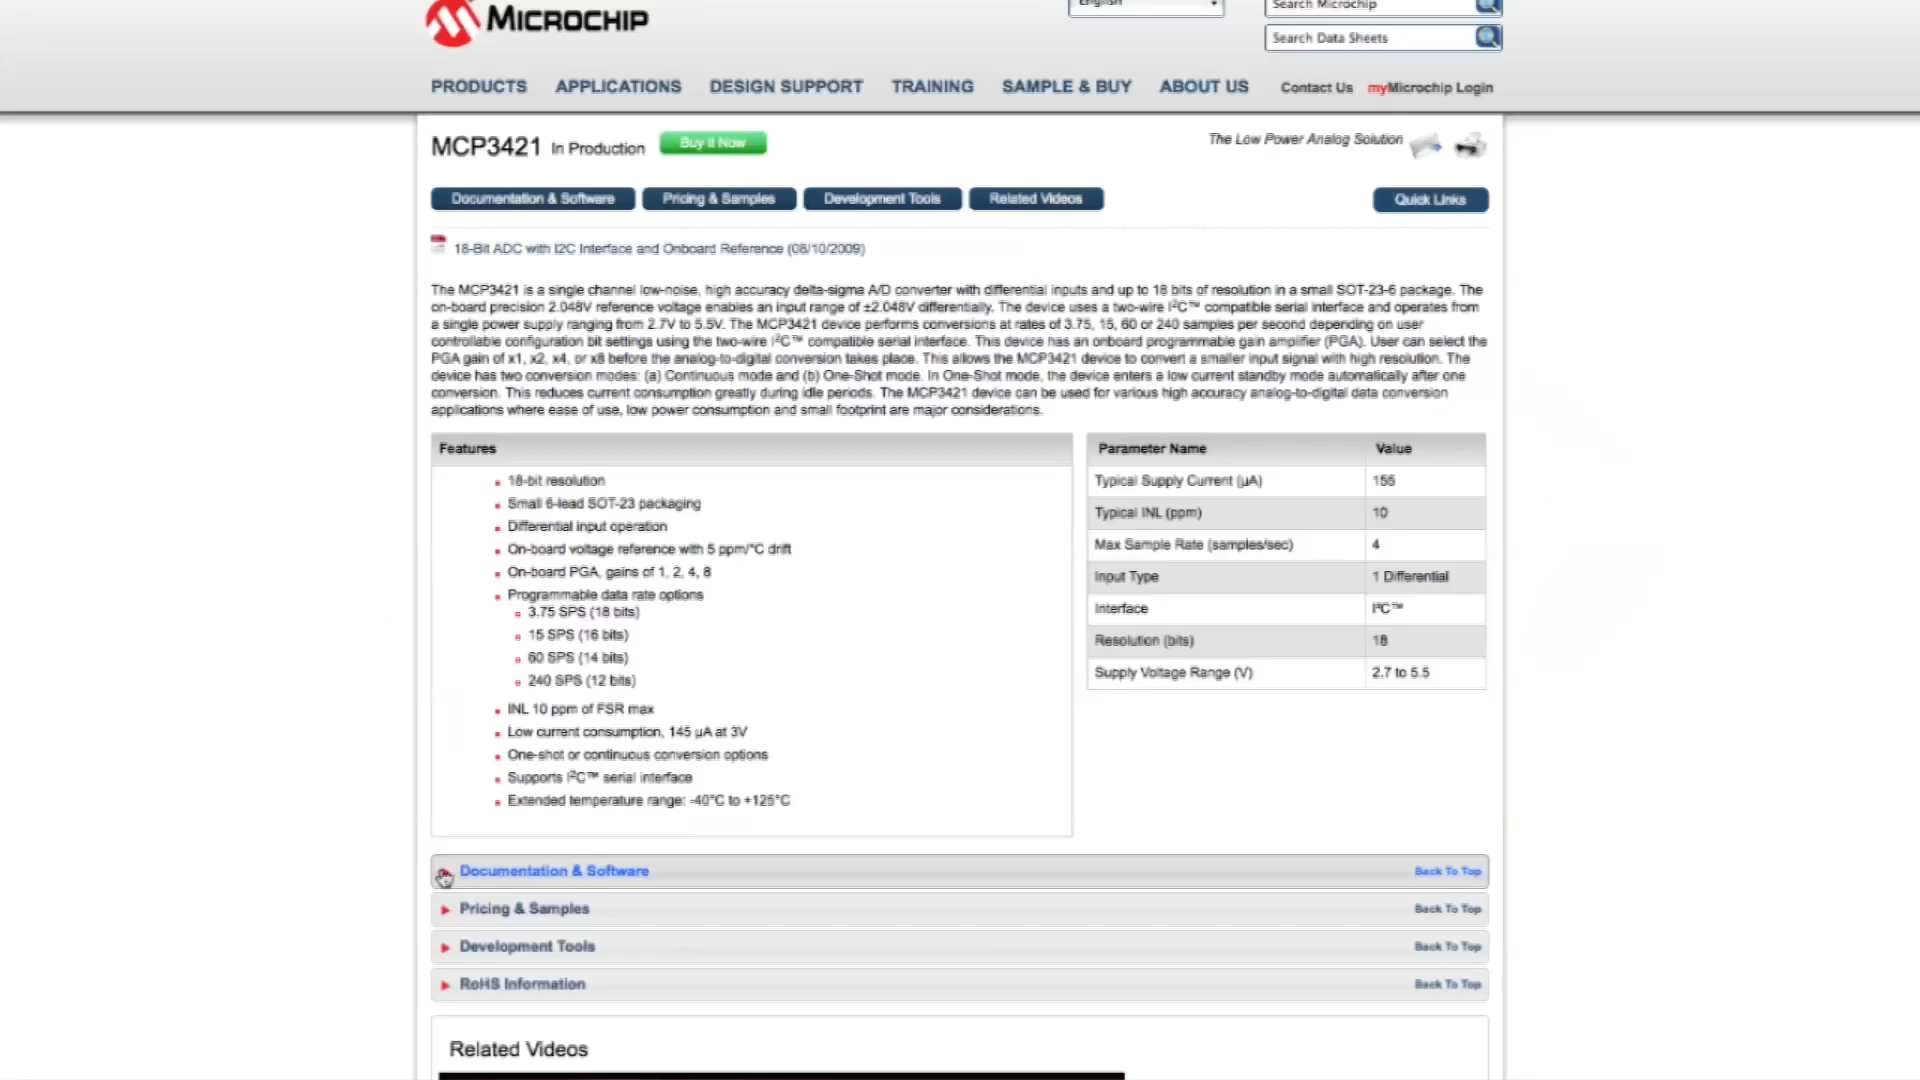 English
Search Microchip
MICROCHIP
Search Data Sheets
PRODUCTS APPLICATIONS DESIGN SUPPORT TRAINING SAMPLE & BUY ABOUT US Contact Us myMicrochip Login
MCP3421 In Production Buy It Now The Low Power Analog Solution
Documentation & Software Pricing & Samples Development Tools Related Videos Quick Links
18-Bit ADC with I2C Interface and Onboard Reference (08/10/2009)
The MCP3421 is a single channel low-noise, high accuracy delta-sigma A/D converter with differential inputs and up to 18 bits of resolution in a small SOT-23-6 package. The
on-board precision 2.048V reference voltage enables an input range of ±2.048V differentially. The device uses a two-wire I²C™ compatible serial interface and operates from
a single power supply ranging from 2.7V to 5.5V. The MCP3421 device performs conversions at rates of 3.75, 15, 60 or 240 samples per second depending on user
controllable configuration bit settings using the two-wire I²C™ compatible serial interface. This device has an onboard programmable gain amplifier (PGA). User can select the
PGA gain of x1, x2, x4, or x8 before the analog-to-digital conversion takes place. This allows the MCP3421 device to convert a smaller input signal with high resolution. The
device has two conversion modes: (a) Continuous mode and (b) One-Shot mode. In One-Shot mode, the device enters a low current standby mode automatically after one
conversion. This reduces current consumption greatly during idle periods. The MCP3421 device can be used for various high accuracy analog-to-digital data conversion
applications where ease of use, low power consumption and small footprint are major considerations.
Features
18-bit resolution
Small 6-lead SOT-23 packaging
Differential input operation
On-board voltage reference with 5 ppm/°C drift
On-board PGA, gains of 1, 2, 4, 8
Programmable data rate options
3.75 SPS (18 bits)
15 SPS (16 bits)
60 SPS (14 bits)
240 SPS (12 bits)
INL 10 ppm of FSR max
Low current consumption, 145 µA at 3V
One-shot or continuous conversion options
Supports I²C™ serial interface
Extended temperature range: -40°C to +125°C
Parameter Name Value
Typical Supply Current (µA) 155
Typical INL (ppm) 10
Max Sample Rate (samples/sec) 4
Input Type 1 Differential
Interface I²C™
Resolution (bits) 18
Supply Voltage Range (V) 2.7 to 5.5
Documentation & Software Back To Top
Pricing & Samples Back To Top
Development Tools Back To Top
RoHS Information Back To Top
Related Videos